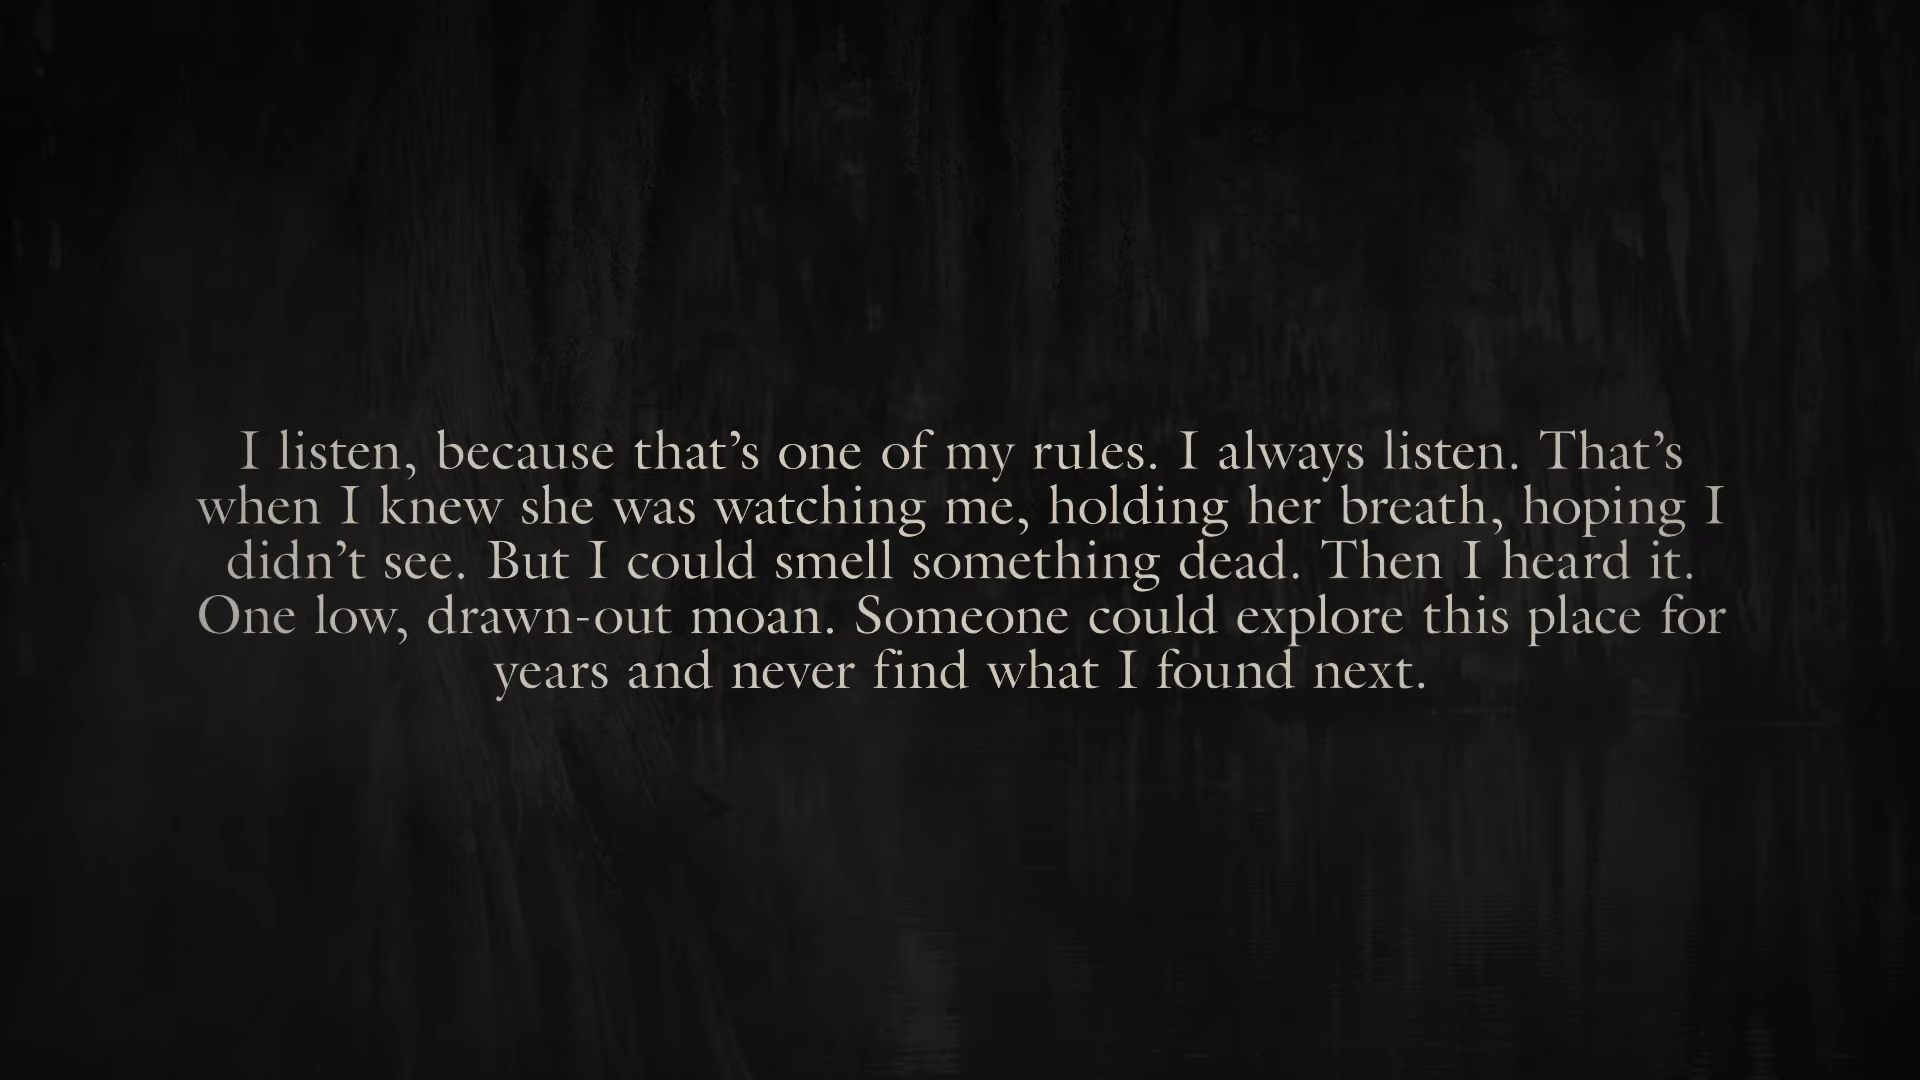 I listen, because that’s one of my rules. I always listen. That’s
when I knew she was watching me, holding her breath, hoping I
didn’t see. But I could smell something dead. Then I heard it.
One low, drawn-out moan. Someone could explore this place for
years and never find what I found next.